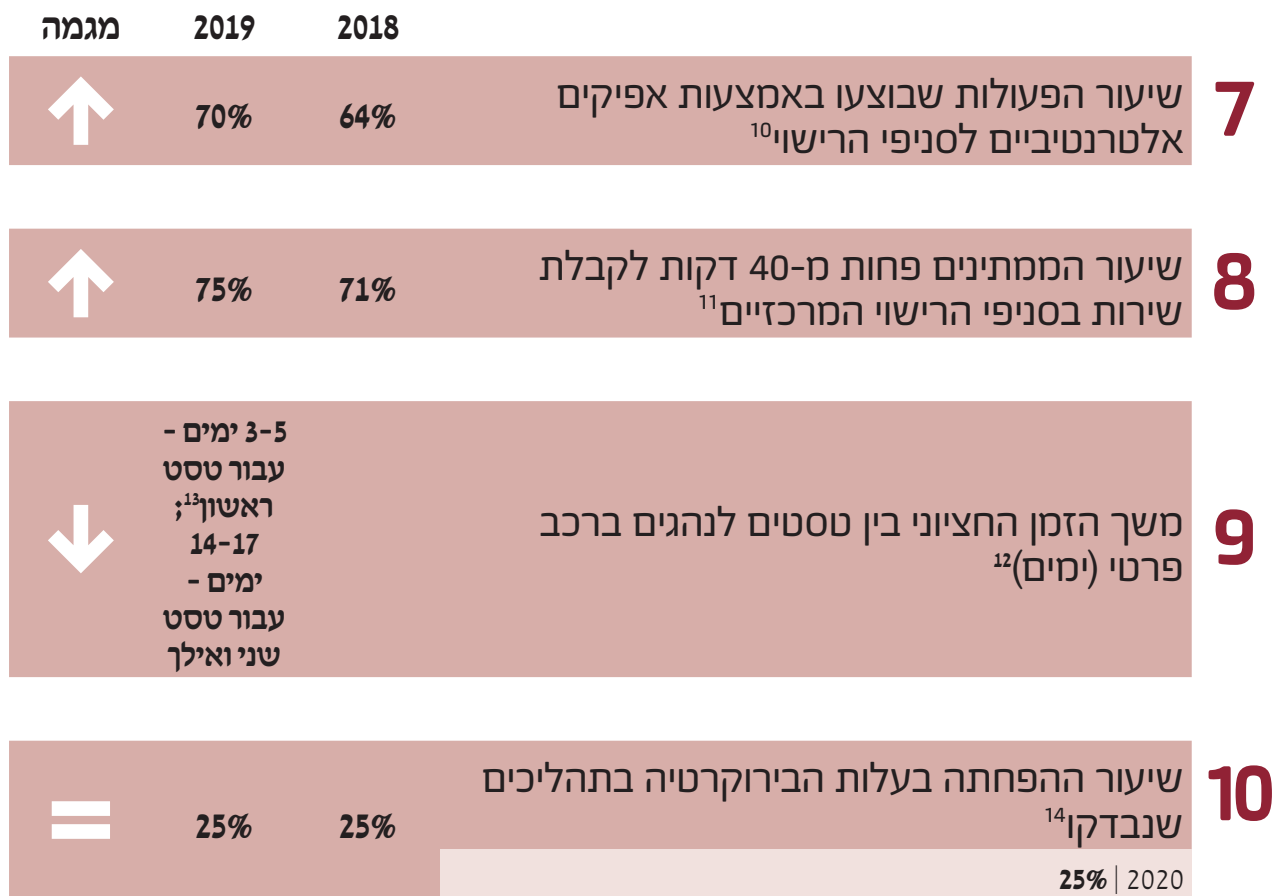 2018 2019 מגמה
7
שיעור הפעולות שבוצעו באמצעות אפיקים
אלטרנטיביים לסניפי הרישוי¹⁰
64% 70%
8
שיעור הממתינים פחות מ-40 דקות לקבלת
שירות בסניפי הרישוי המרכזיים¹¹
71% 75%
9
משך הזמן החציוני בין טסטים לנהגים ברכב
פרטי (ימים)¹²
3-5 ימים -
עבור טסט
ראשון¹³;
14-17
ימים -
עבור טסט
שני ואילך
10
שיעור ההפחתה בעלות הבירוקרטיה בתהליכים
שנבדקו¹⁴
25% 25%
2020 | 25%